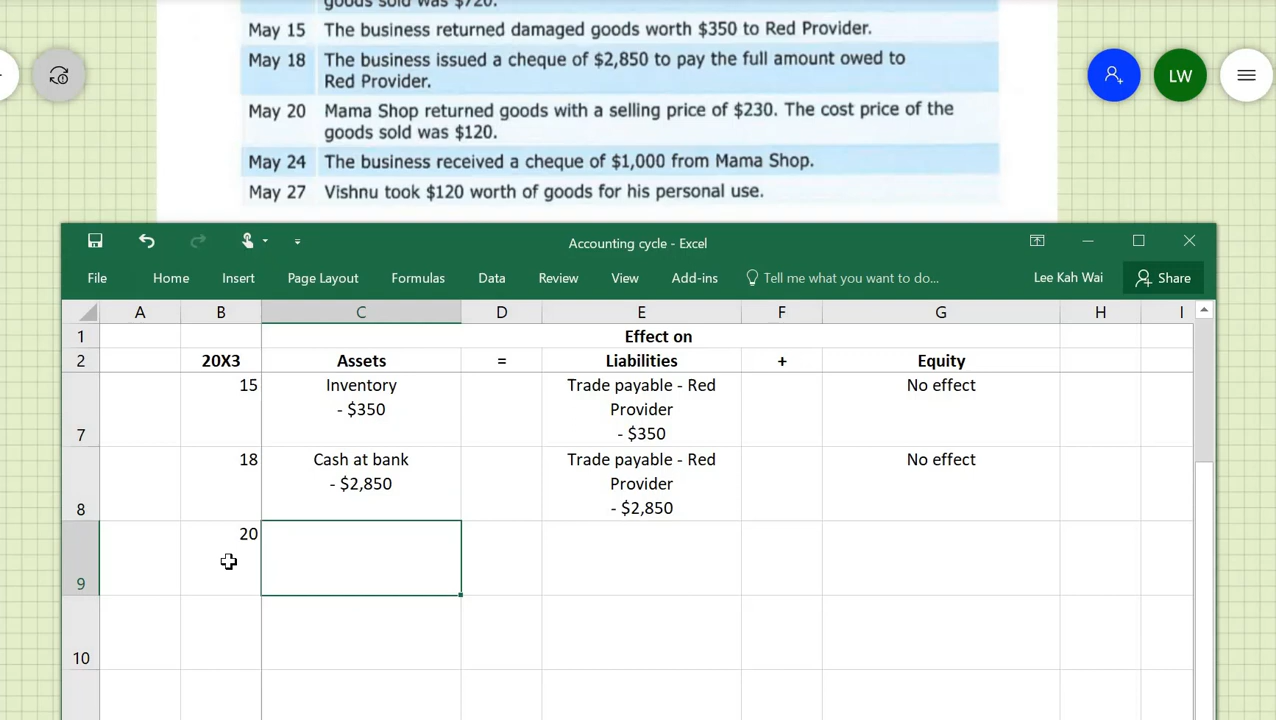 goods sold was $720.
May 15 The business returned damaged goods worth $350 to Red Provider.
May 18 The business issued a cheque of $2,850 to pay the full amount owed to
Red Provider.
May 20 Mama Shop returned goods with a selling price of $230. The cost price of the
goods sold was $120.
May 24 The business received a cheque of $1,000 from Mama Shop.
May 27 Vishnu took $120 worth of goods for his personal use.
LW
Accounting cycle - Excel
File Home Insert Page Layout Formulas Data Review View Add-ins Tell me what you want to do... Lee Kah Wai Share
A B C D E F G H I
1 Effect on
2 20X3 Assets = Liabilities + Equity
15 Inventory Trade payable - Red No effect
- $350 Provider
7 - $350
18 Cash at bank Trade payable - Red No effect
- $2,850 Provider
8 - $2,850
20
9
10